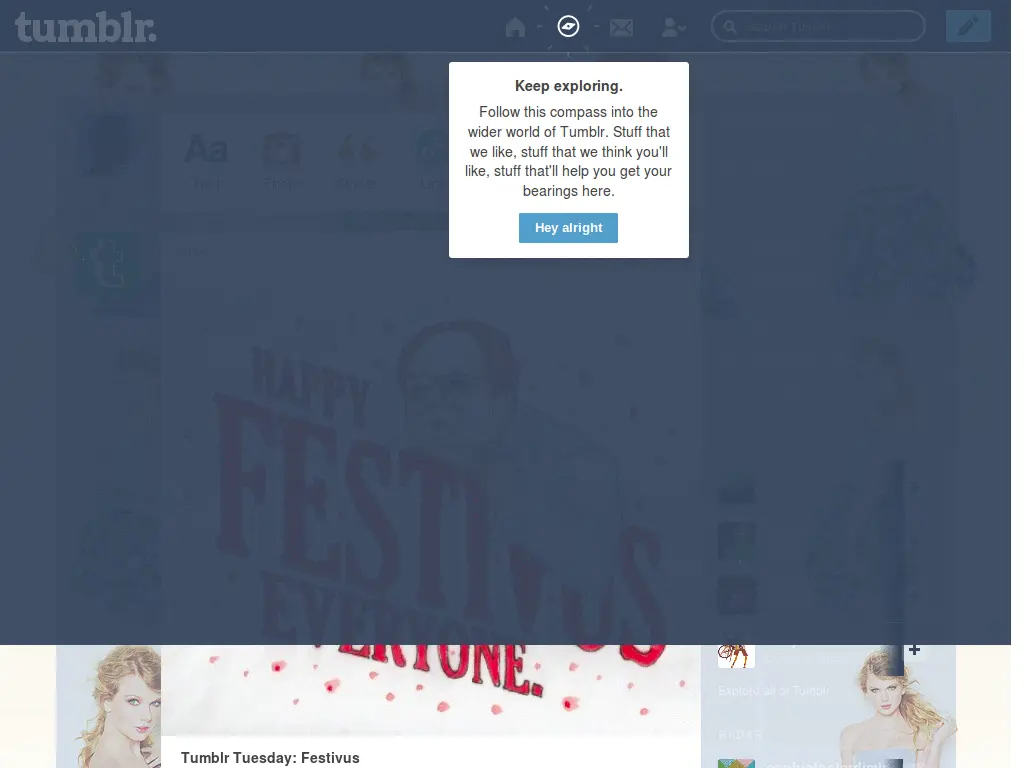 tumblr.
Keep exploring.
Follow this compass into the
wider world of Tumblr. Stuff that
we like, stuff that we think you'll
like, stuff that'll help you get your
bearings here.
Hey alright
Aa
Text
Photo
Quote
Link
HAPPY
FESTIVUS
EVERYONE.
Explore all of Tumblr
RADAR
Tumblr Tuesday: Festivus